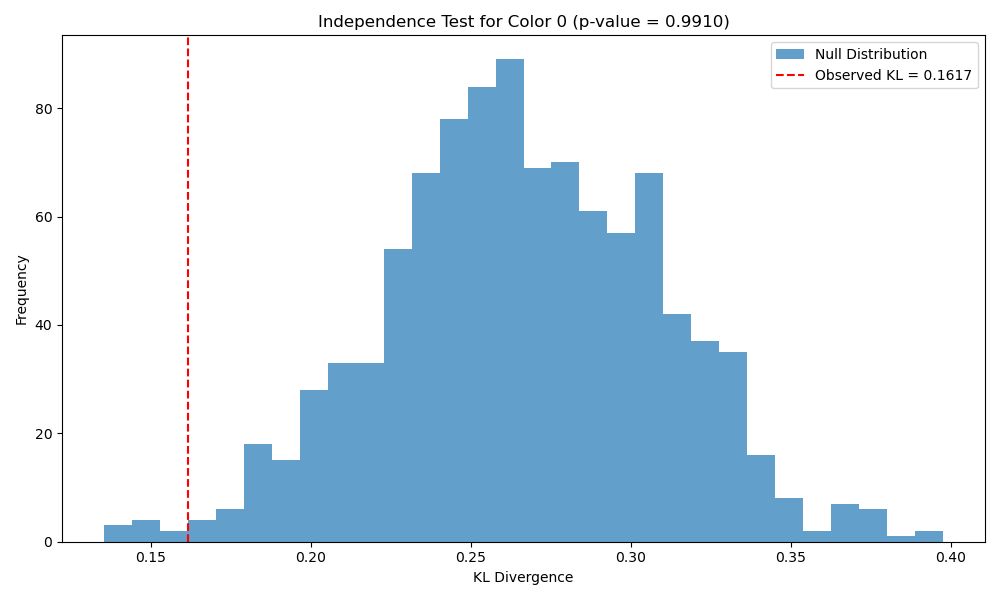 Independence Test for Color 0 (p-value = 0.9910)
Null Distribution
Observed KL = 0.1617
Frequency
80
60
40
20
0
0.15 0.20 0.25 0.30 0.35 0.40
KL Divergence